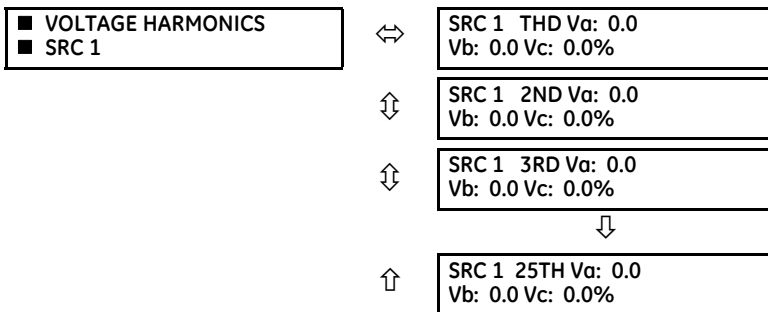 ■ VOLTAGE HARMONICS
■ SRC 1
SRC 1 THD Va: 0.0
Vb: 0.0 Vc: 0.0%
SRC 1 2ND Va: 0.0
Vb: 0.0 Vc: 0.0%
SRC 1 3RD Va: 0.0
Vb: 0.0 Vc: 0.0%
SRC 1 25TH Va: 0.0
Vb: 0.0 Vc: 0.0%